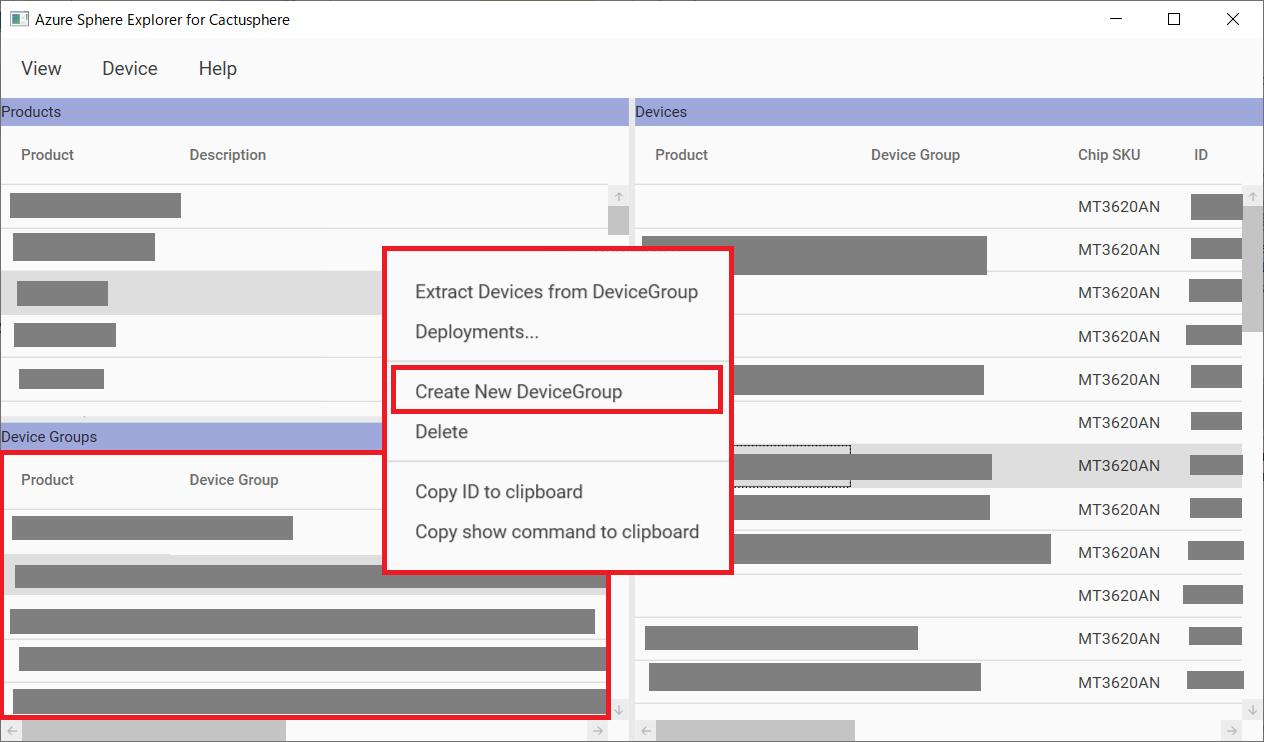 Azure Sphere Explorer for Cactusphere
View Device Help
Products
Product Description
Devices
Product Device Group Chip SKU ID
MT3620AN
MT3620AN
MT3620AN
MT3620AN
MT3620AN
MT3620AN
MT3620AN
MT3620AN
MT3620AN
MT3620AN
MT3620AN
MT3620AN
Extract Devices from DeviceGroup
Deployments...
Create New DeviceGroup
Delete
Copy ID to clipboard
Copy show command to clipboard
Device Groups
Product Device Group